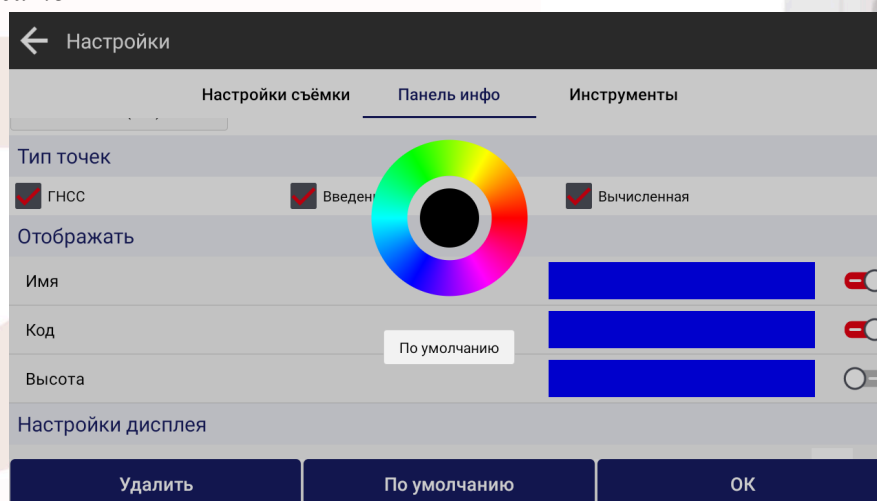 Настройки
Настройки съёмки Панель инфо Инструменты
Тип точек
ГНСС Вычисленная
Отображать
Имя
Код
По умолчанию
Высота
Настройки дисплея
Удалить По умолчанию ОК